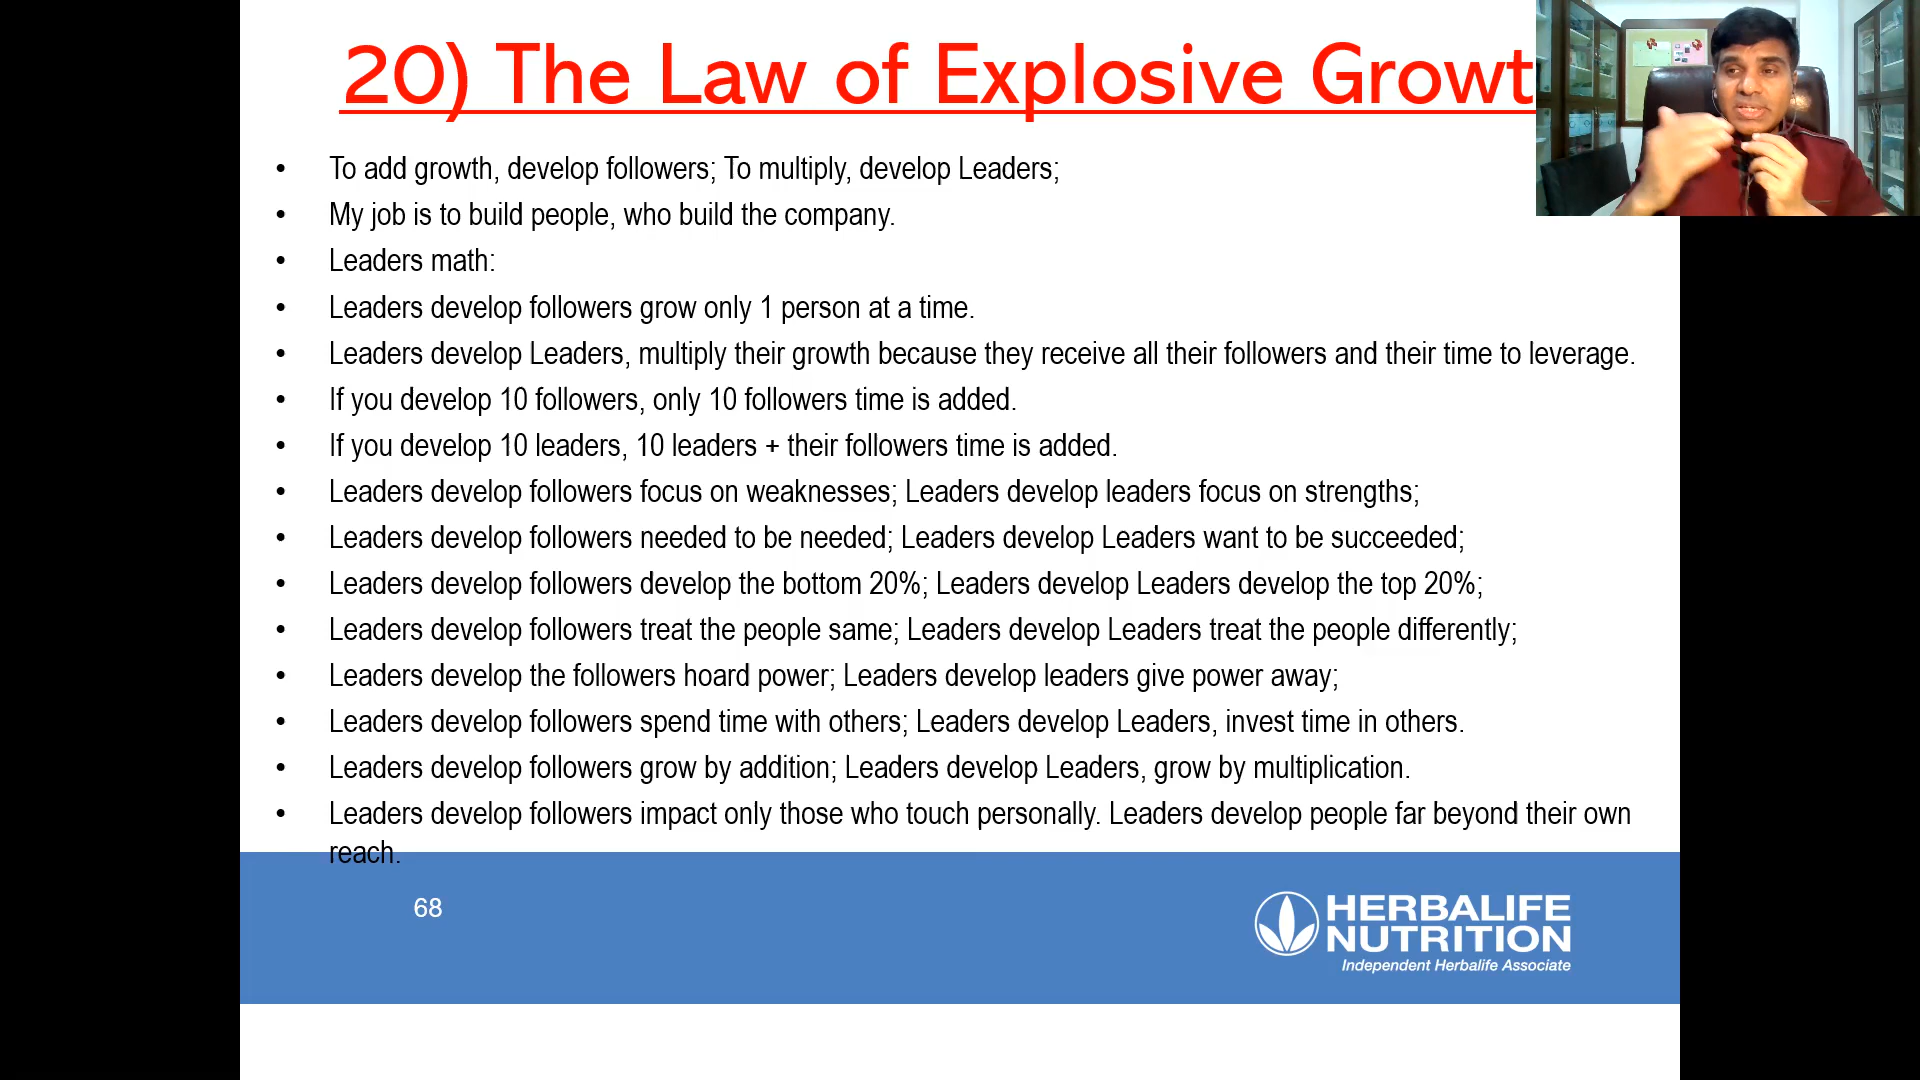 20) The Law of Explosive Growt
• To add growth, develop followers; To multiply, develop Leaders;
• My job is to build people, who build the company.
• Leaders math:
• Leaders develop followers grow only 1 person at a time.
• Leaders develop Leaders, multiply their growth because they receive all their followers and their time to leverage.
• If you develop 10 followers, only 10 followers time is added.
• If you develop 10 leaders, 10 leaders + their followers time is added.
• Leaders develop followers focus on weaknesses; Leaders develop leaders focus on strengths;
• Leaders develop followers needed to be needed; Leaders develop Leaders want to be succeeded;
• Leaders develop followers develop the bottom 20%; Leaders develop Leaders develop the top 20%;
• Leaders develop followers treat the people same; Leaders develop Leaders treat the people differently;
• Leaders develop the followers hoard power; Leaders develop leaders give power away;
• Leaders develop followers spend time with others; Leaders develop Leaders, invest time in others.
• Leaders develop followers grow by addition; Leaders develop Leaders, grow by multiplication.
• Leaders develop followers impact only those who touch personally. Leaders develop people far beyond their own
reach.
68
HERBALIFE
NUTRITION
Independent Herbalife Associate